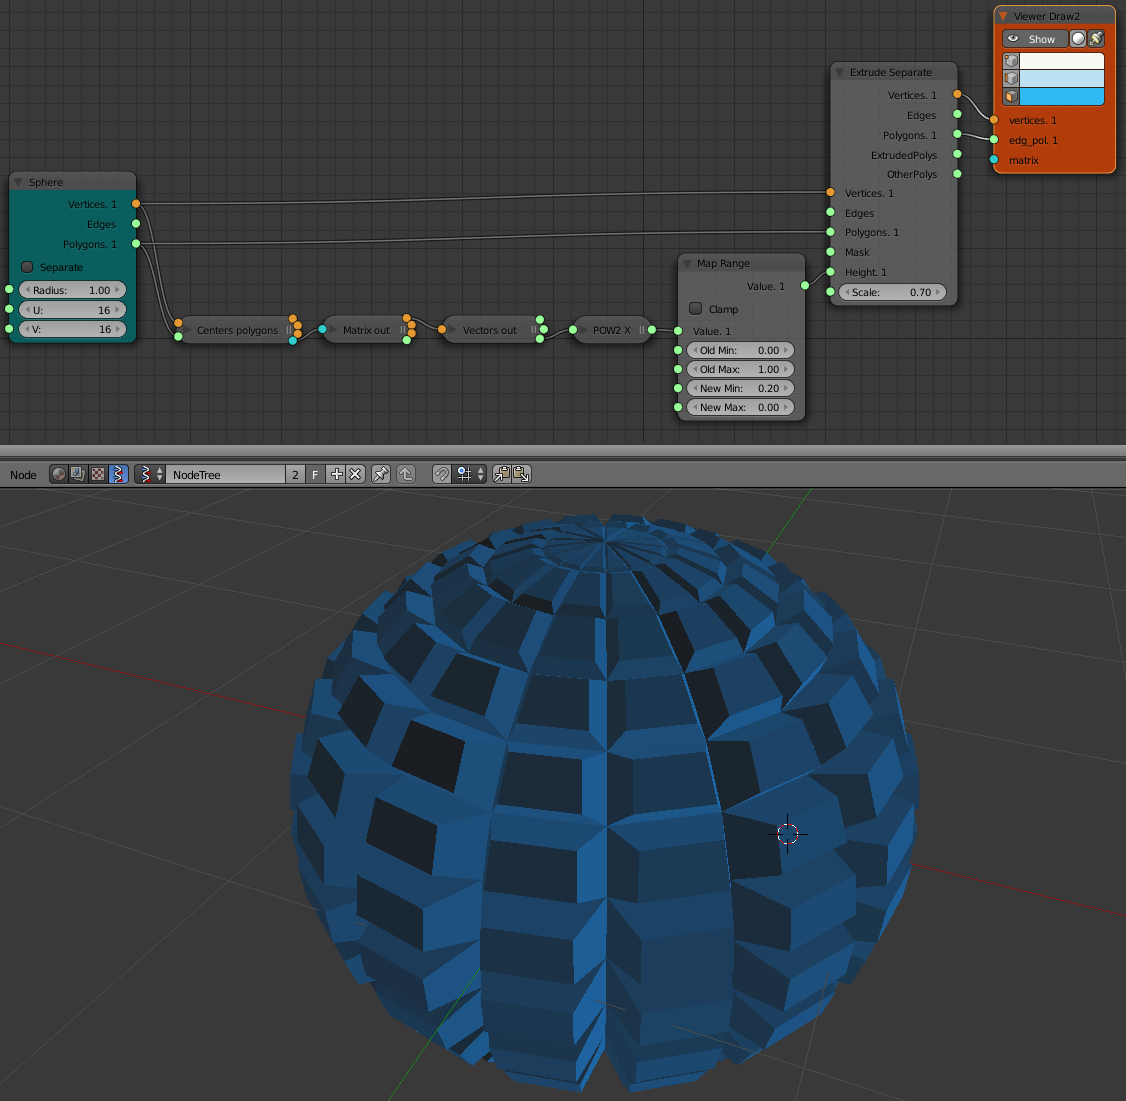 Viewer Draw2
Show
vertices. 1
edg_pol. 1
matrix
Extrude Separate
Vertices. 1
Edges
Polygons. 1
ExtrudedPolys
OtherPolys
Vertices. 1
Edges
Polygons. 1
Mask
Height. 1
Scale: 0.70
Sphere
Vertices. 1
Edges
Polygons. 1
Separate
Radius: 1.00
U: 16
V: 16
Centers polygons
Matrix out
Vectors out
POW2 X
Map Range
Value. 1
Clamp
Value. 1
Old Min: 0.00
Old Max: 1.00
New Min: 0.20
New Max: 0.00
Node NodeTree 2 F